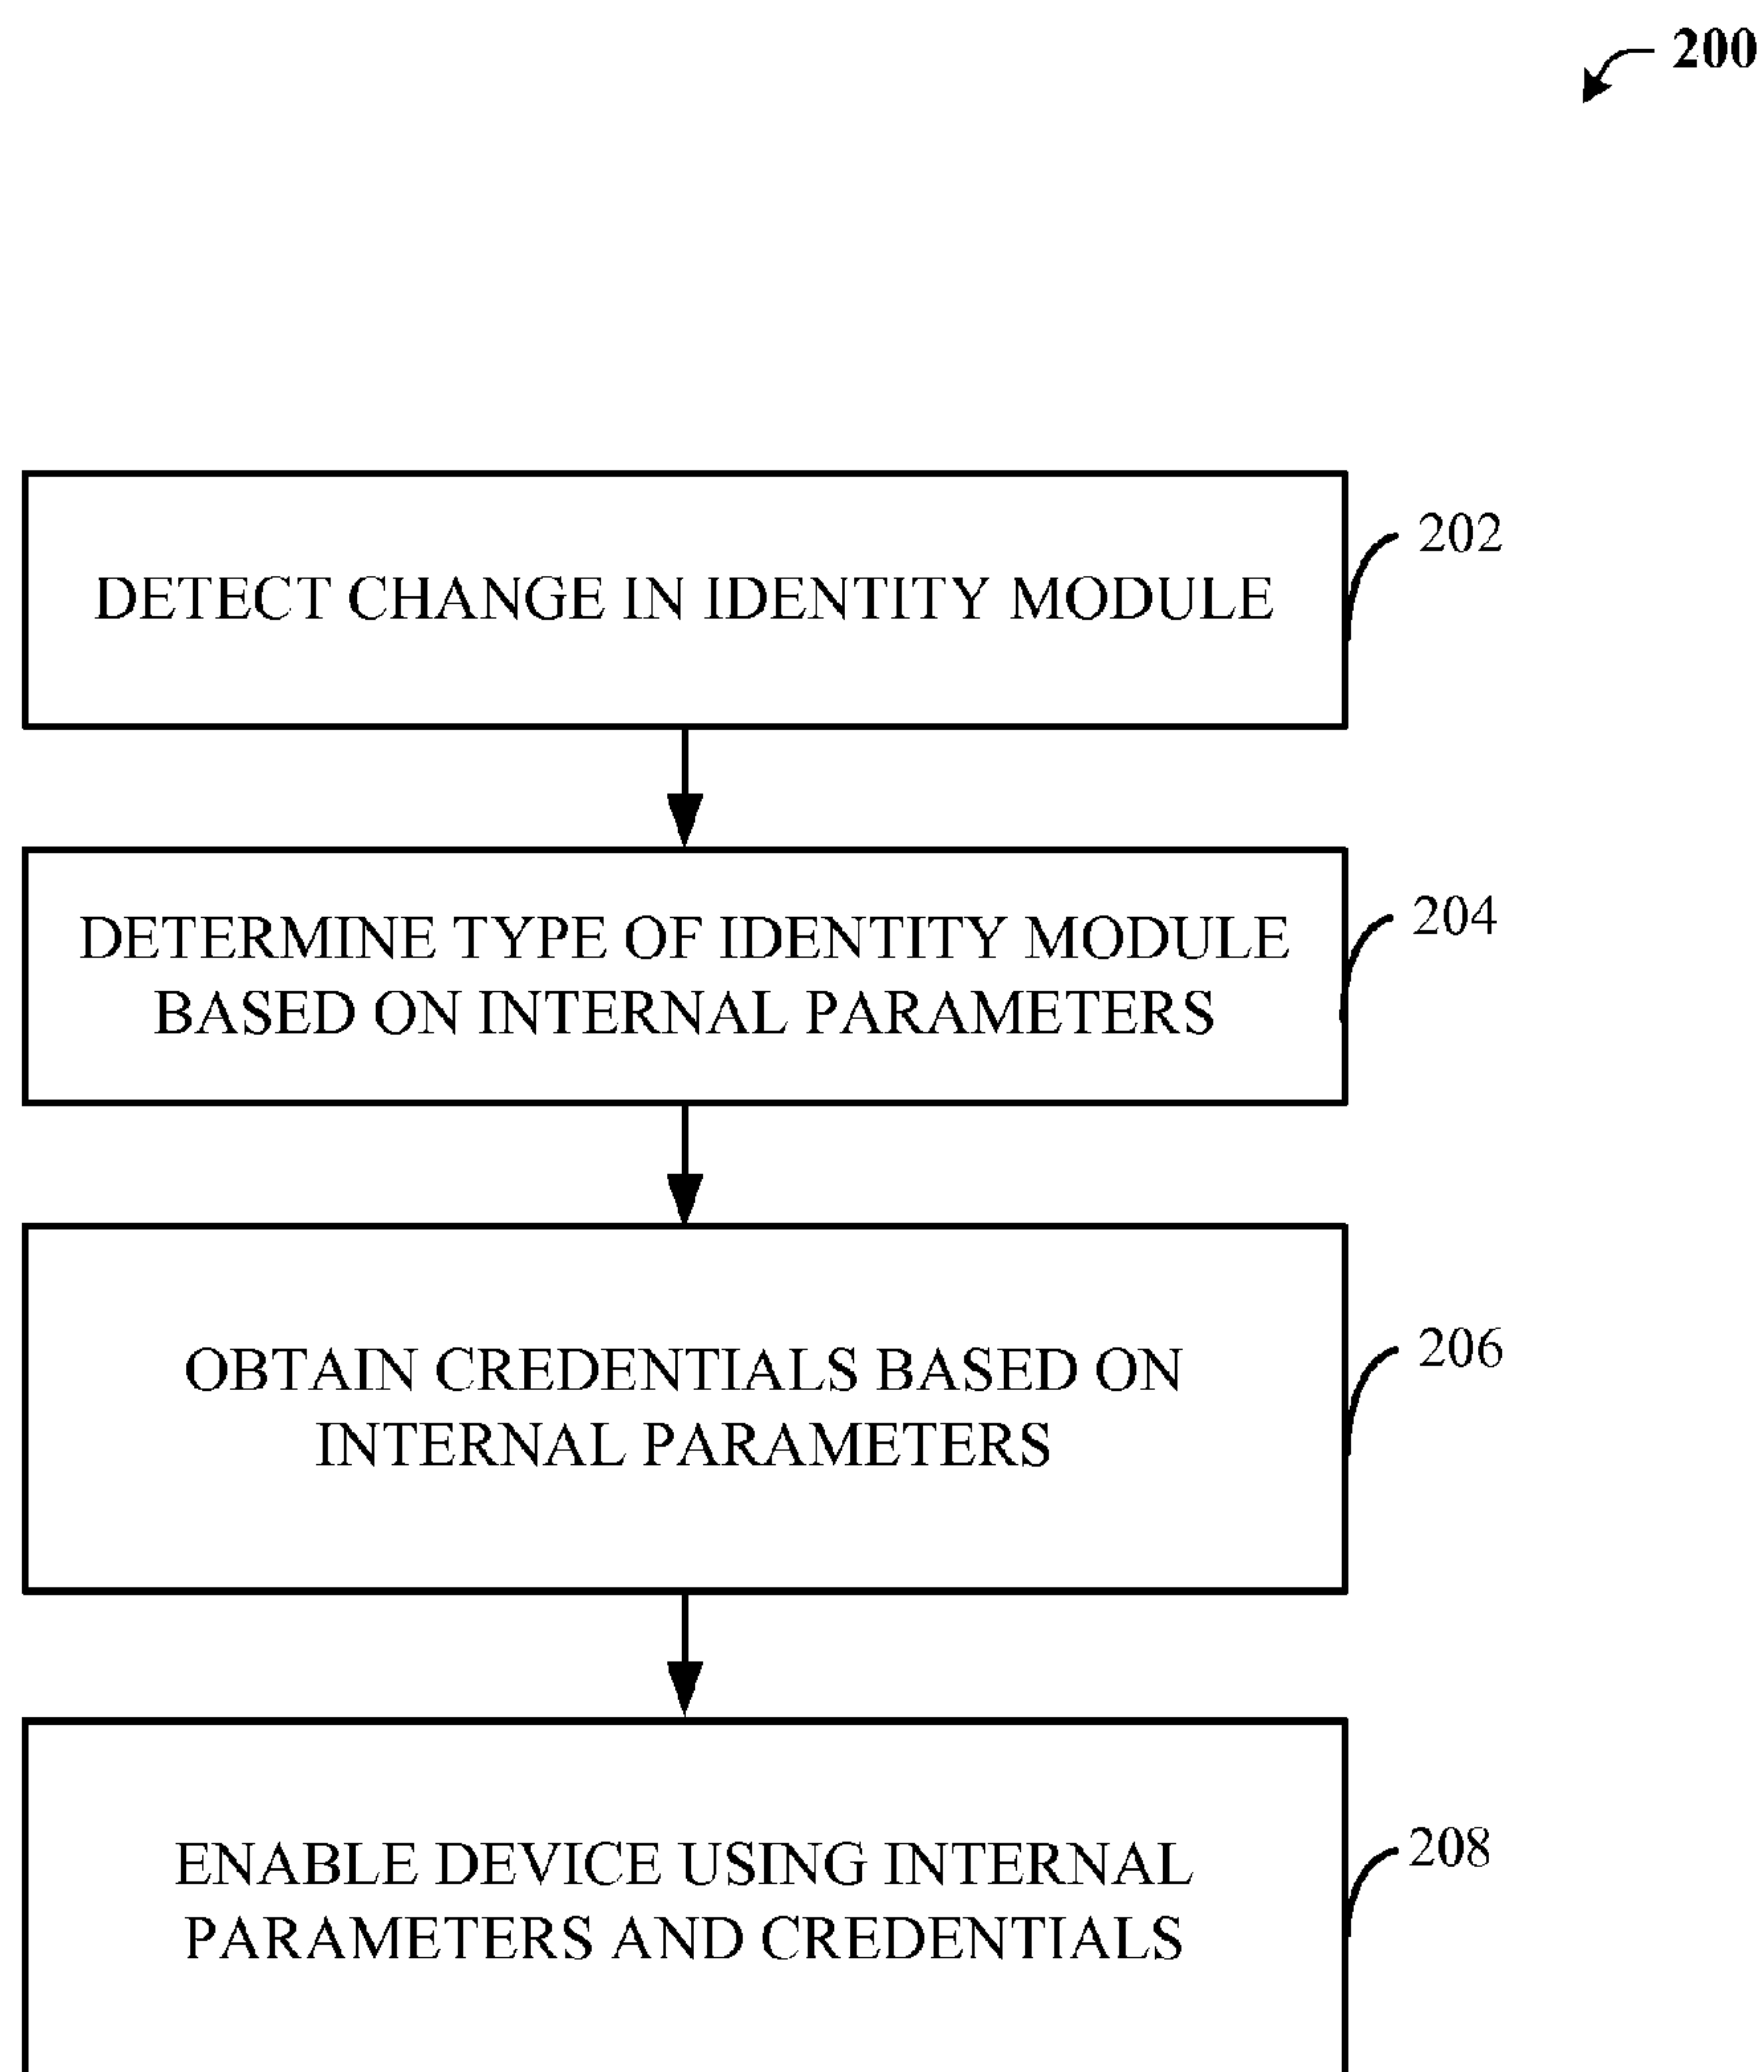 200
DETECT CHANGE IN IDENTITY MODULE
202
DETERMINE TYPE OF IDENTITY MODULE
BASED ON INTERNAL PARAMETERS
204
OBTAIN CREDENTIALS BASED ON
INTERNAL PARAMETERS
206
ENABLE DEVICE USING INTERNAL
PARAMETERS AND CREDENTIALS
208